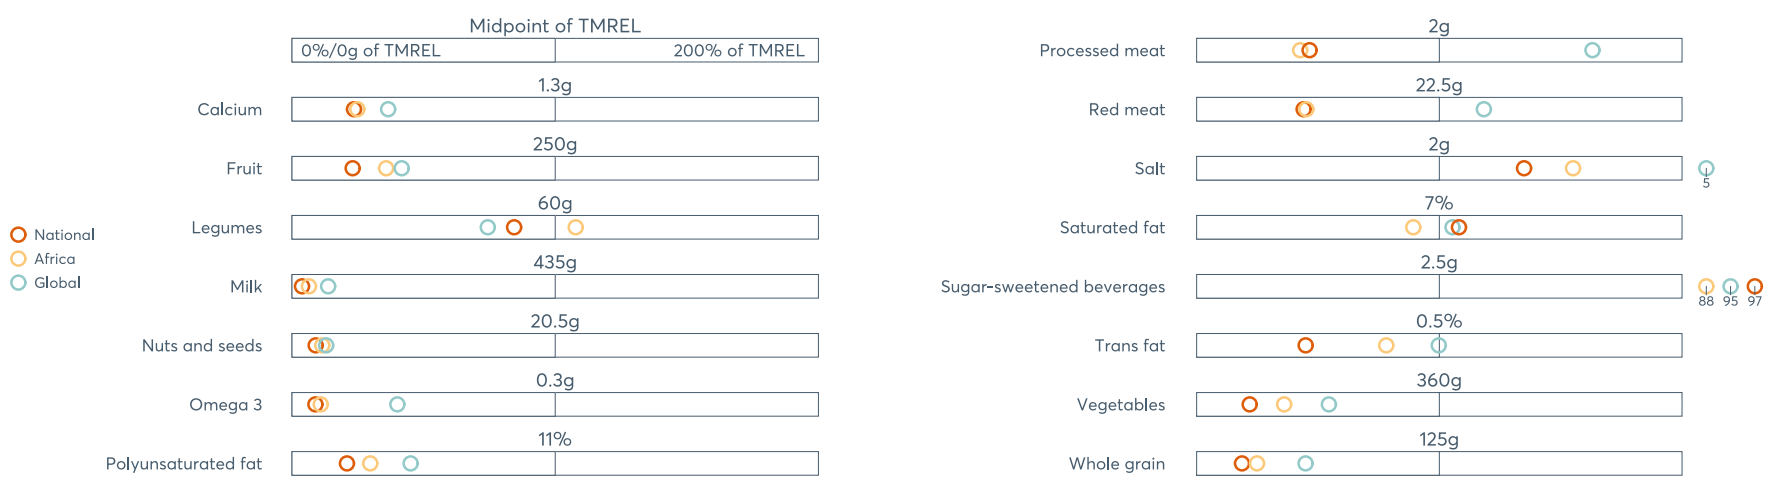 Midpoint of TMREL
0%/0g of TMREL 200% of TMREL
1.3g
Calcium
250g
Fruit
60g
Legumes
435g
Milk
20.5g
Nuts and seeds
0.3g
Omega 3
11%
Polyunsaturated fat
National
Africa
Global
2g
Processed meat
22.5g
Red meat
2g
Salt
5
7%
Saturated fat
2.5g
Sugar-sweetened beverages
88 95 97
0.5%
Trans fat
360g
Vegetables
125g
Whole grain